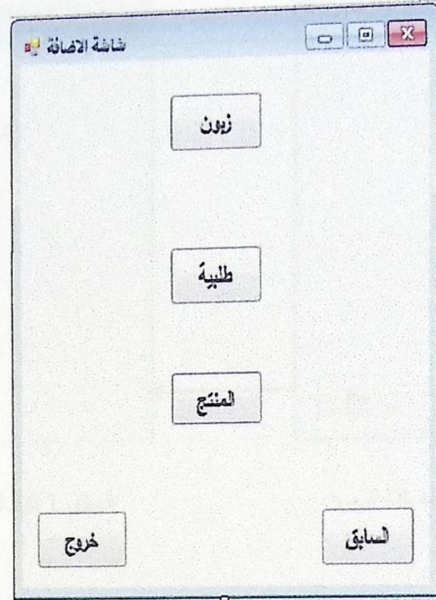 شاشة الاضافة
زبون
طلبية
المنتج
السابق
خروج